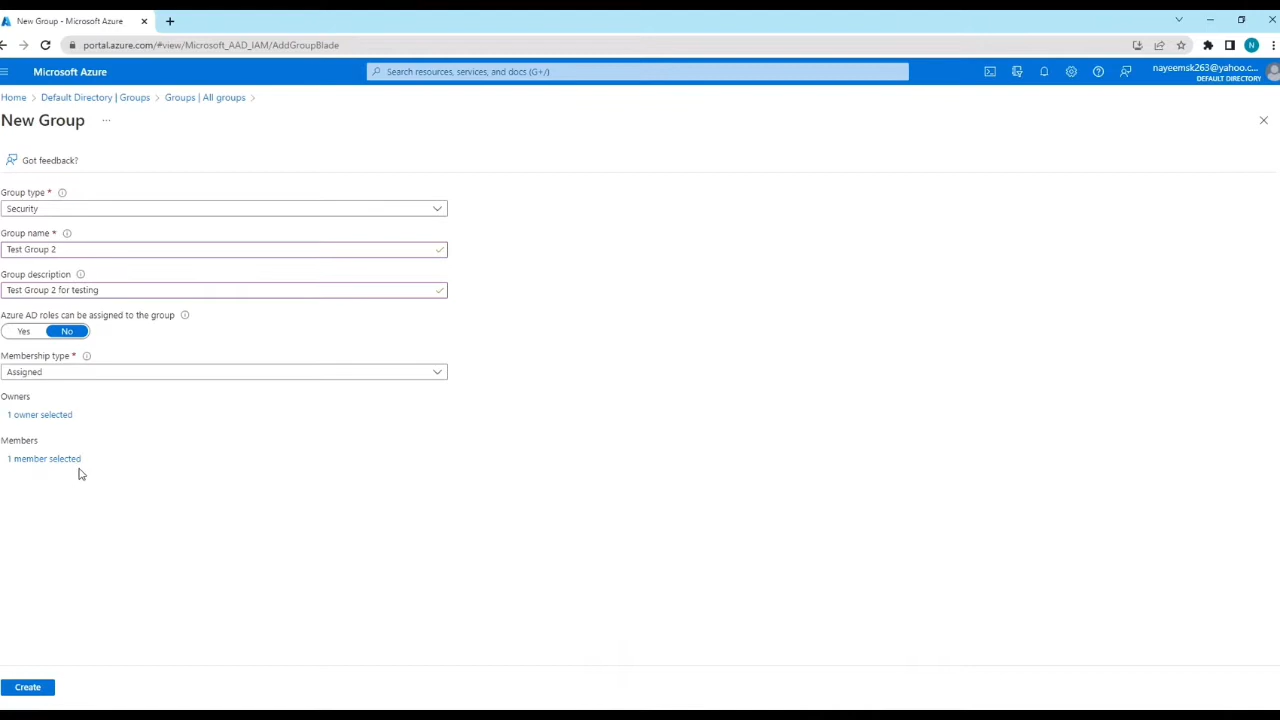 New Group - Microsoft Azure
portal.azure.com/#view/Microsoft_AAD_IAM/AddGroupBlade
N
Microsoft Azure
Search resources, services, and docs (G+/)
nayeemsk263@yahoo.c...
DEFAULT DIRECTORY
Home > Default Directory | Groups > Groups | All groups >
New Group ...
Got feedback?
Group type *
Security
Group name *
Test Group 2
Group description
Test Group 2 for testing
Azure AD roles can be assigned to the group
Yes No
Membership type *
Assigned
Owners
1 owner selected
Members
1 member selected
Create